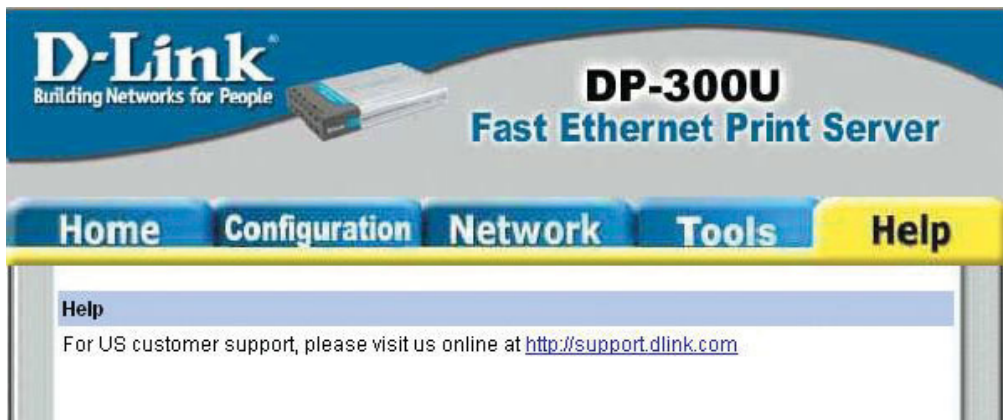 D-Link
Building Networks for People
DP-300U
Fast Ethernet Print Server
Home Configuration Network Tools Help
Help
For US customer support, please visit us online at http://support.dlink.com